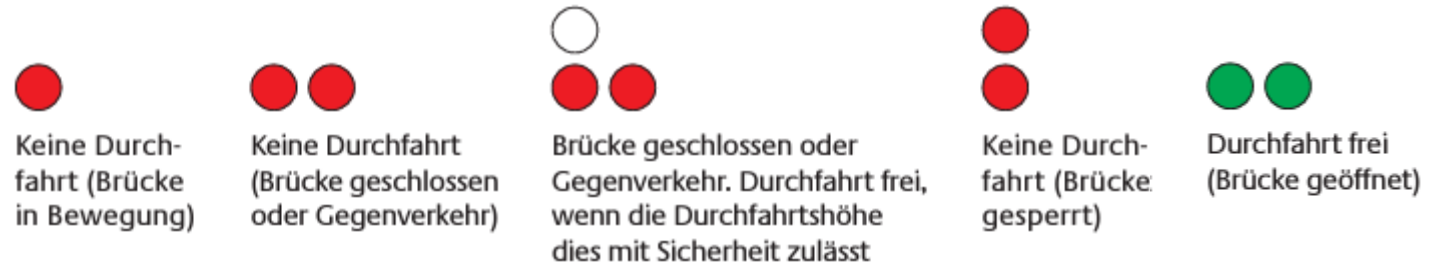 Keine Durch-
fahrt (Brücke
in Bewegung)
Keine Durchfahrt
(Brücke geschlossen
oder Gegenverkehr)
Brücke geschlossen oder
Gegenverkehr. Durchfahrt frei,
wenn die Durchfahrtshöhe
dies mit Sicherheit zulässt
Keine Durch-
fahrt (Brücke
gesperrt)
Durchfahrt frei
(Brücke geöffnet)